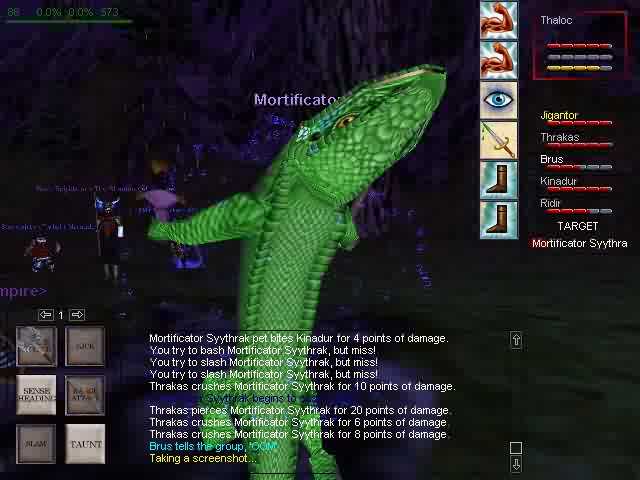 88 0.0% 0.0% 573
Thaloc
Mortificator
Jigantor
Thrakas
Brus
Kinadur
Ridir
TARGET
Mortificator Syythra
mpire>
1
KICK
SENSE
HEADING
SLAM
TAUNT
Mortificator Syythrak pet bites Kinadur for 4 points of damage.
You try to bash Mortificator Syythrak, but miss!
You try to slash Mortificator Syythrak, but miss!
You try to slash Mortificator Syythrak, but miss!
Thrakas crushes Mortificator Syythrak for 10 points of damage.
begins to
Thrakas pierces Mortificator Syythrak for 20 points of damage.
Thrakas crushes Mortificator Syythrak for 6 points of damage.
Thrakas crushes Mortificator Syythrak for 8 points of damage.
Brus tells the group, 'OOM'
Taking a screenshot...